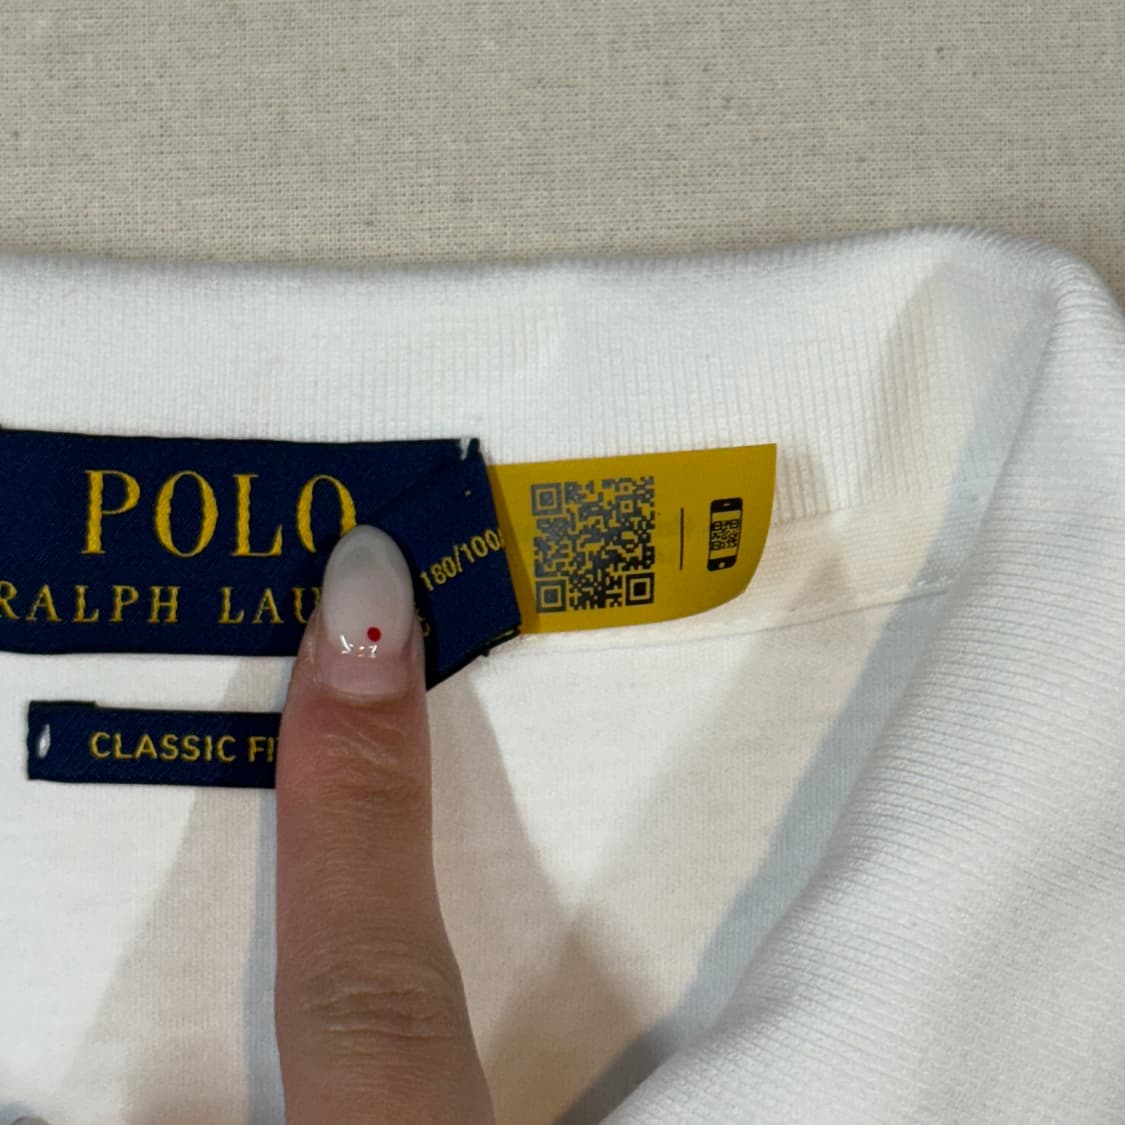 POLO
RALPH LAU
180/100
CLASSIC FI